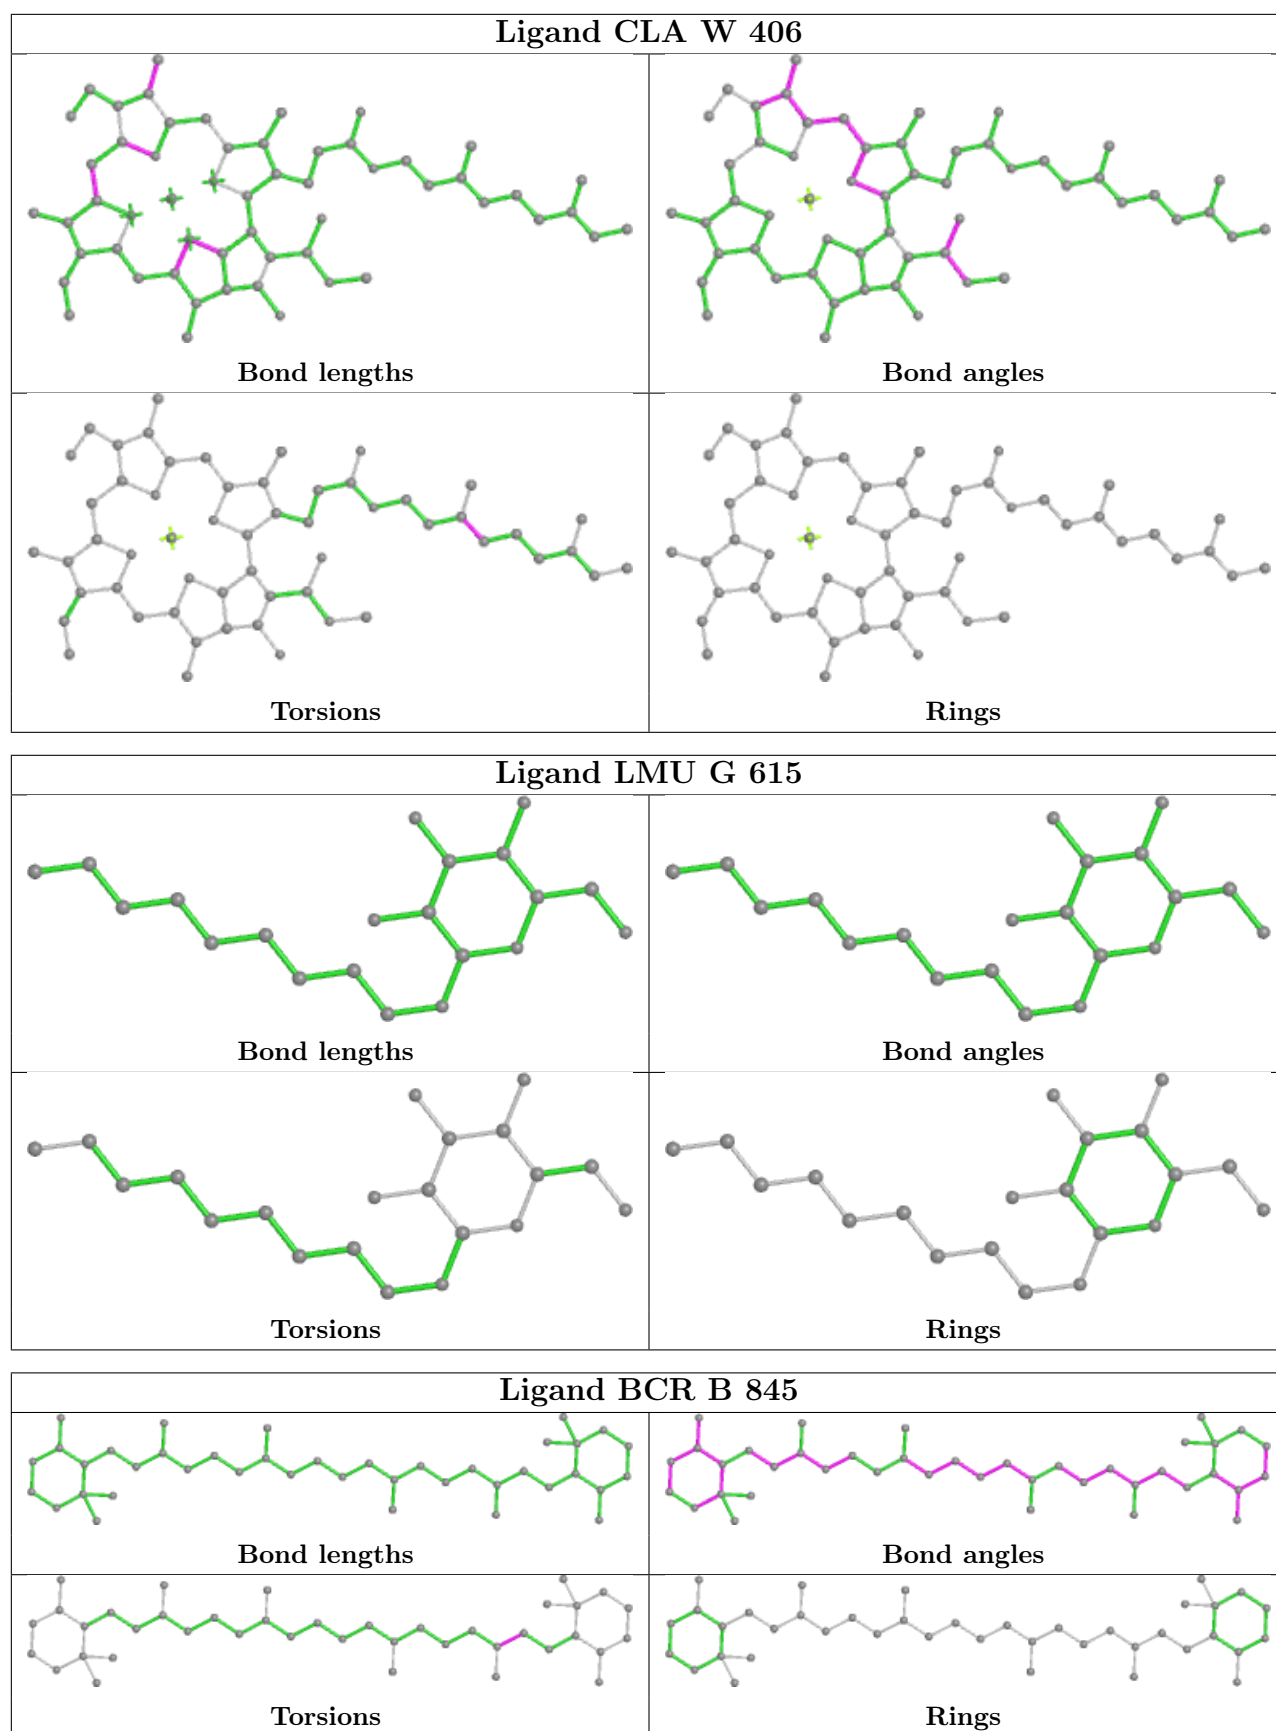 Ligand CLA W 406
Bond lengths
Bond angles
Torsions
Rings
Ligand LMU G 615
Bond lengths
Bond angles
Torsions
Rings
Ligand BCR B 845
Bond lengths
Bond angles
Torsions
Rings